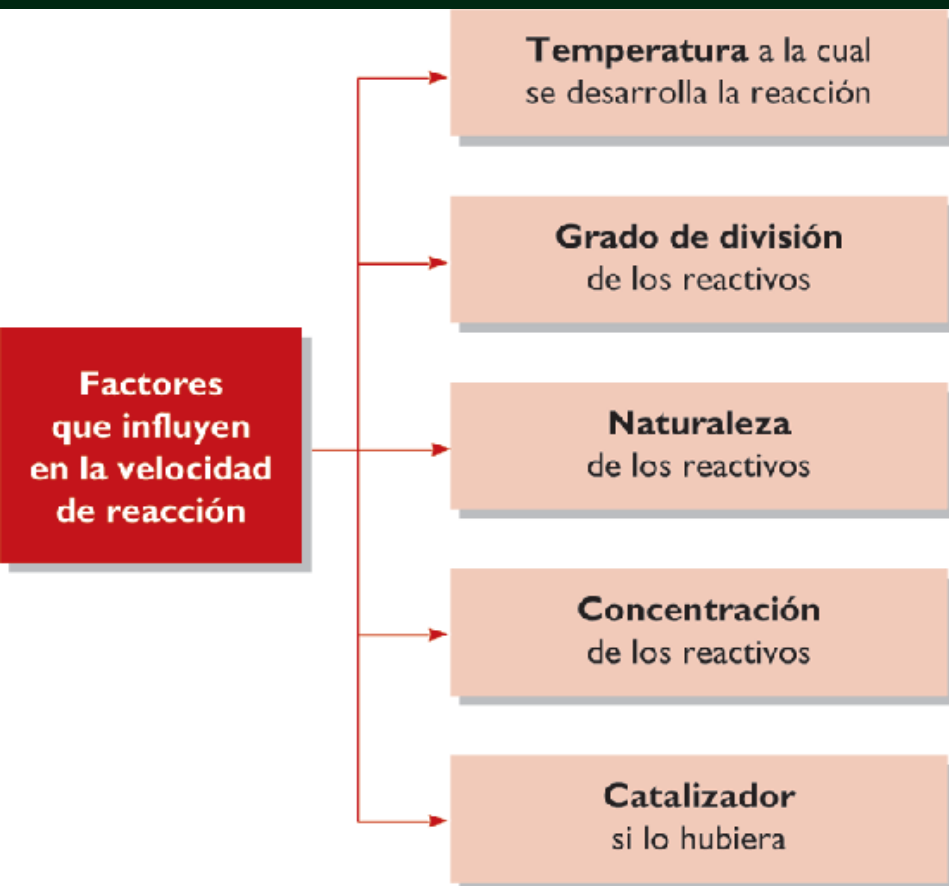 Temperatura a la cual
se desarrolla la reacción
Grado de división
de los reactivos
Factores
que influyen
en la velocidad
de reacción
Naturaleza
de los reactivos
Concentración
de los reactivos
Catalizador
si lo hubiera